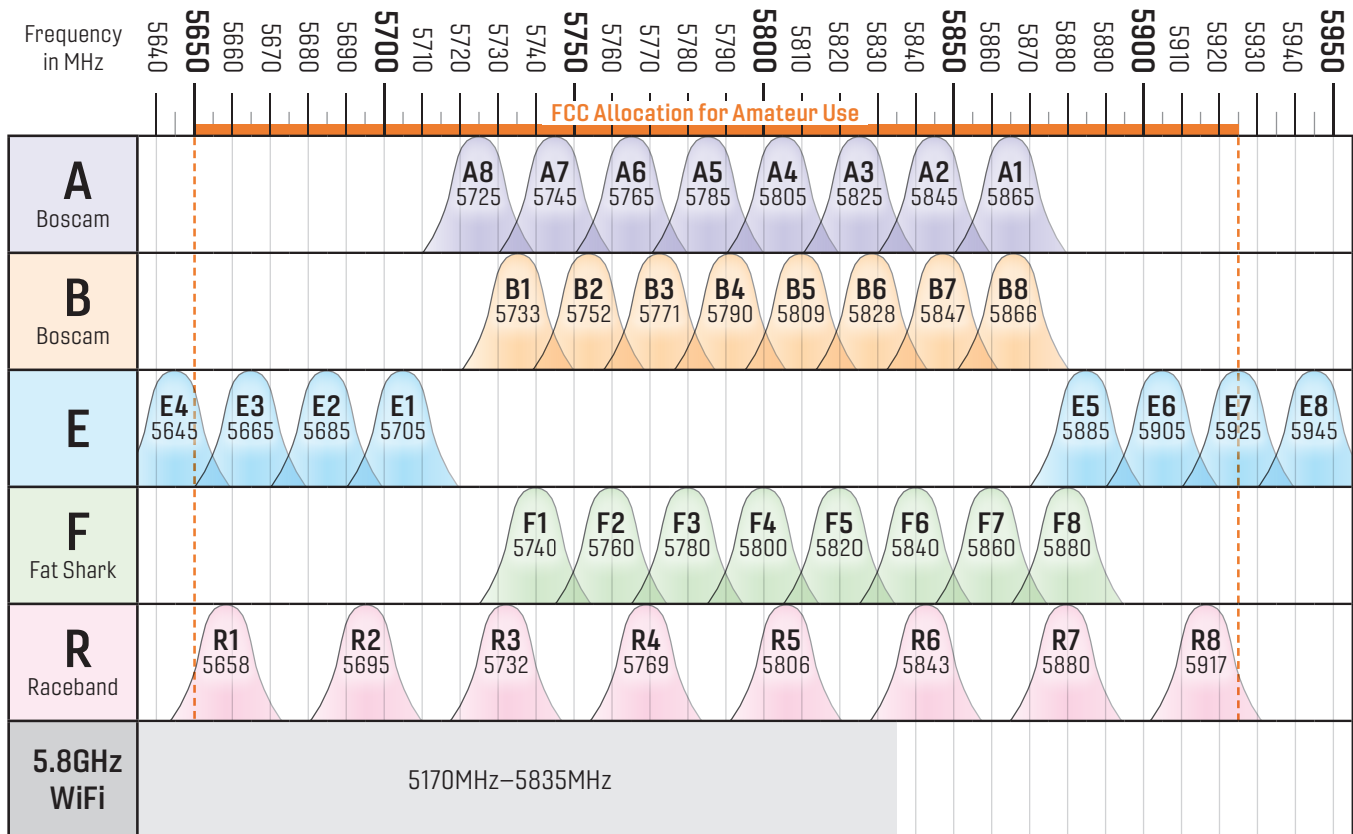 Frequency
in MHz
5640 5650 5660 5670 5680 5690 5700 5710 5720 5730 5740 5750 5760 5770 5780 5790 5800 5810 5820 5830 5940 5850 5860 5870 5880 5890 5900 5910 5920 5930 5940 5950
FCC Allocation for Amateur Use
A
Boscam
A8 A7 A6 A5 A4 A3 A2 A1
5725 5745 5765 5785 5805 5825 5845 5865
B
Boscam
B1 B2 B3 B4 B5 B6 B7 B8
5733 5752 5771 5790 5809 5828 5847 5866
E
E4 E3 E2 E1 E5 E6 E7 E8
5645 5665 5685 5705 5885 5905 5925 5945
F
Fat Shark
F1 F2 F3 F4 F5 F6 F7 F8
5740 5760 5780 5800 5820 5840 5860 5880
R
Raceband
R1 R2 R3 R4 R5 R6 R7 R8
5658 5695 5732 5769 5806 5843 5880 5917
5.8GHz
WiFi
5170MHz–5835MHz